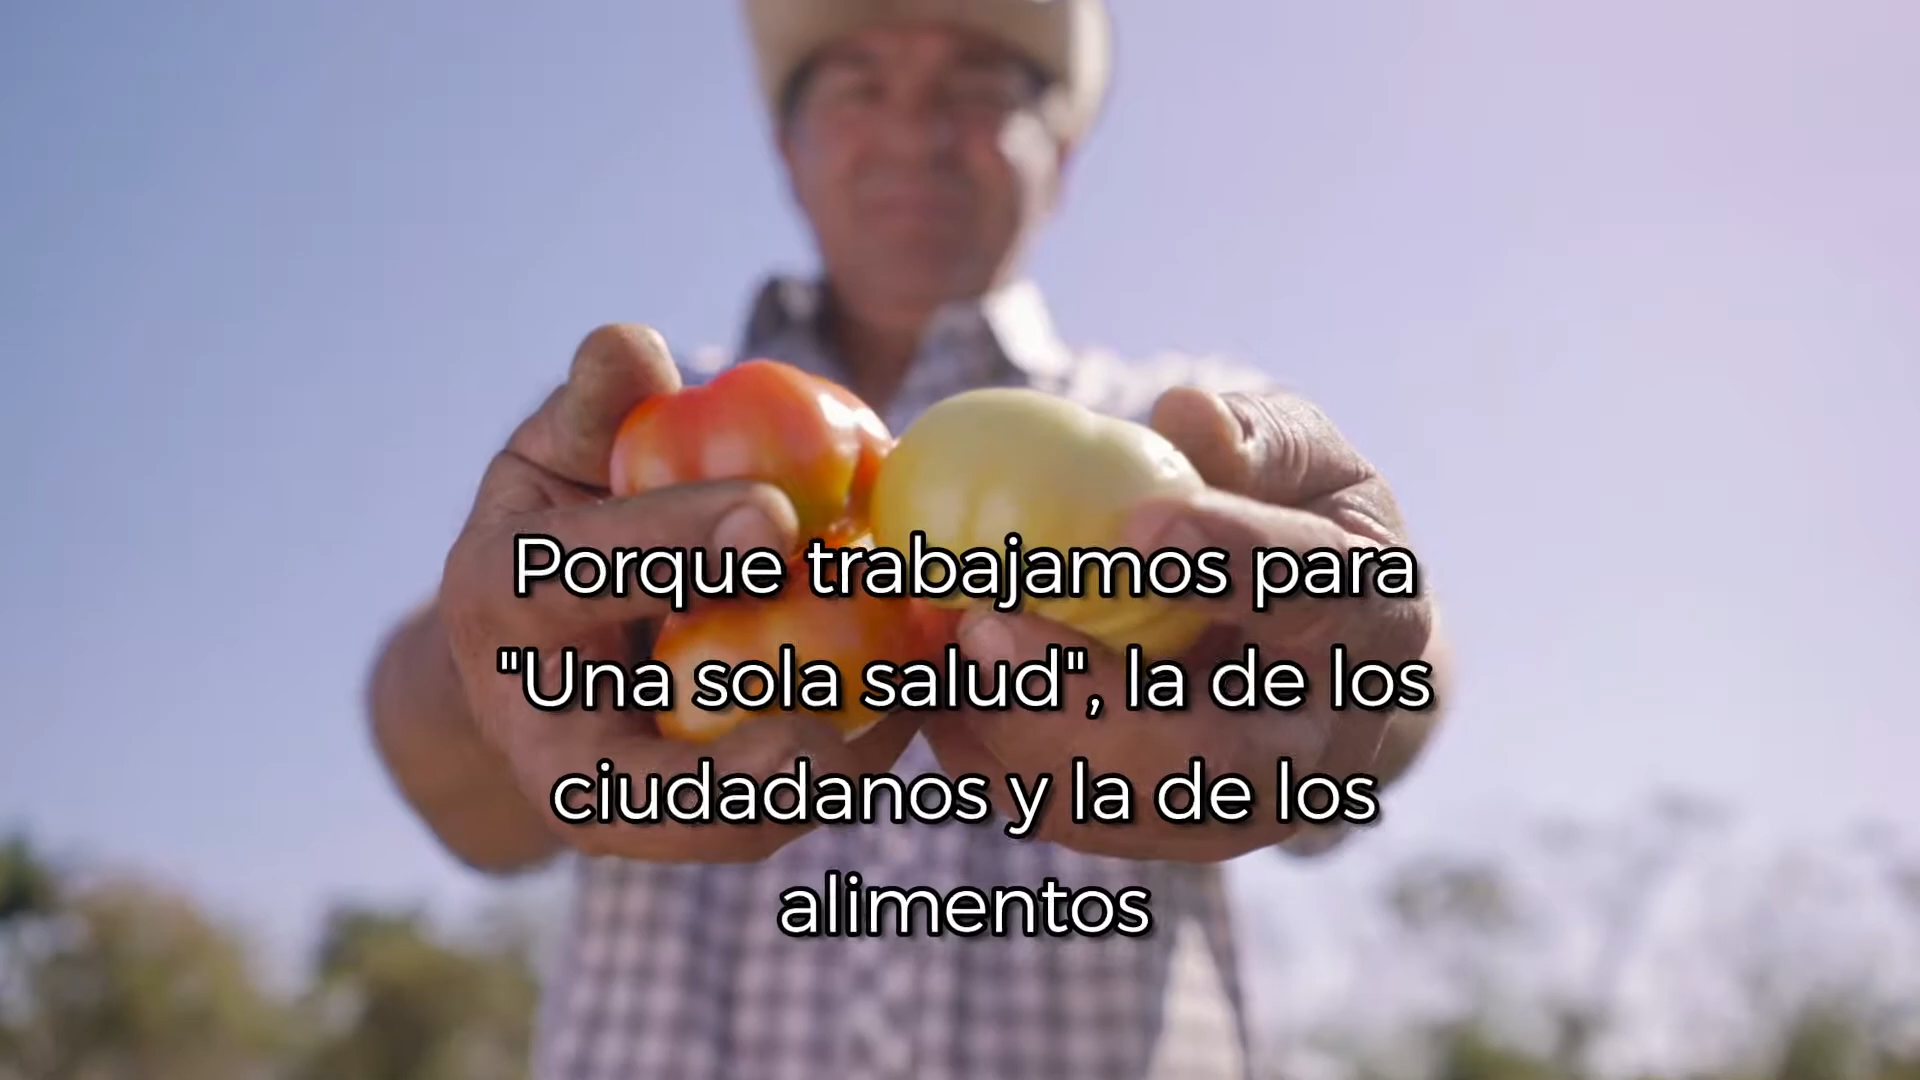 Porque trabajamos para
"Una sola salud", la de los
ciudadanos y la de los
alimentos